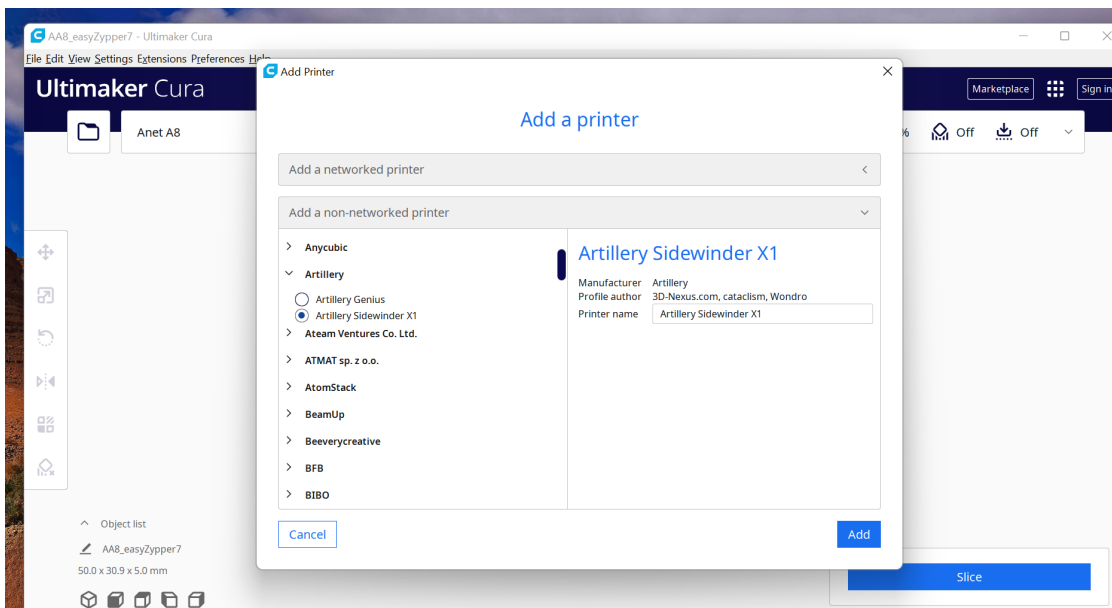 AA8_easyZypper7 - Ultimaker Cura
File Edit View Settings Extensions Preferences Help
Ultimaker Cura
Marketplace
Sign in
Anet A8
%
Off
Off
Add Printer
Add a printer
Add a networked printer
Add a non-networked printer
Anycubic
Artillery
Artillery Genius
Artillery Sidewinder X1
Ateam Ventures Co. Ltd.
ATMAT sp. z o.o.
AtomStack
BeamUp
Beeverycreative
BFB
BIBO
Artillery Sidewinder X1
Manufacturer Artillery
Profile author 3D-Nexus.com, cataclism, Wondro
Printer name Artillery Sidewinder X1
Cancel
Add
Object list
AA8_easyZypper7
50.0 x 30.9 x 5.0 mm
Slice